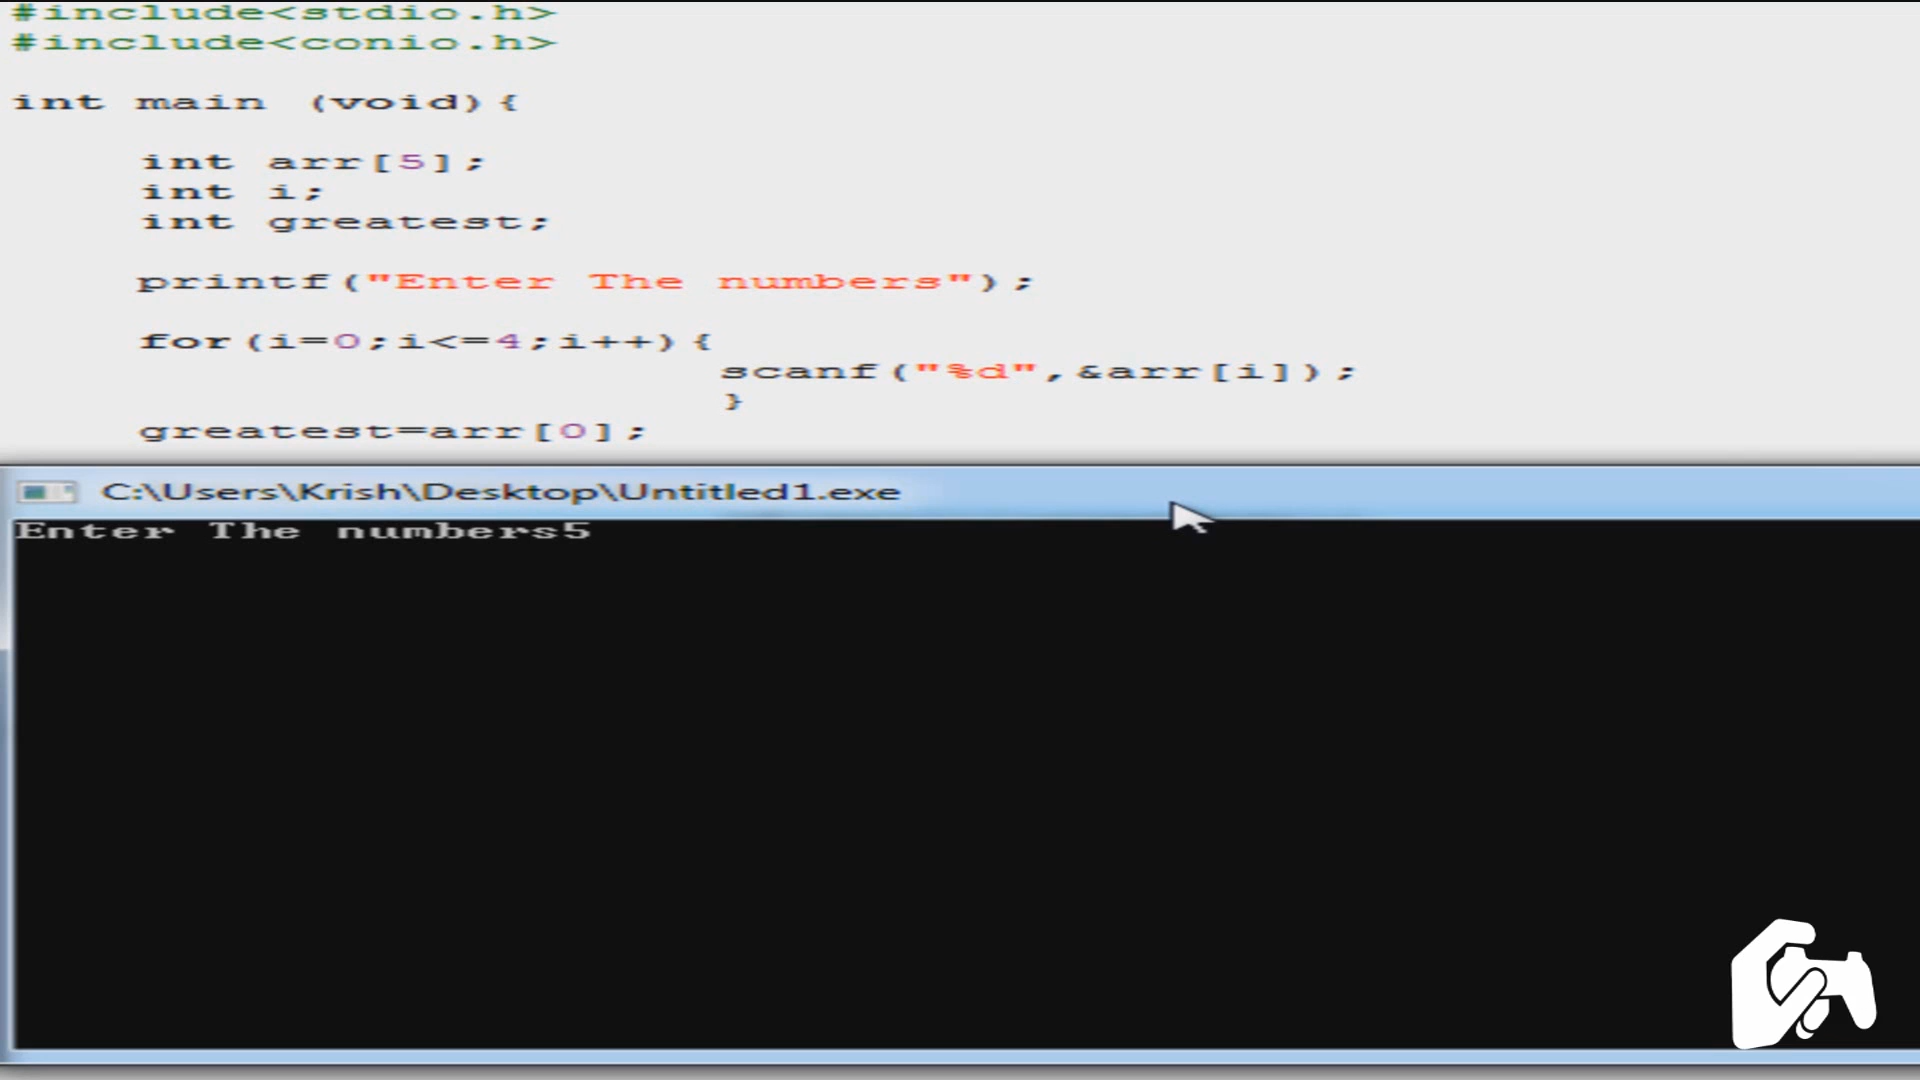 #include<stdio.h>
#include<conio.h>
int main (void){
int arr[5];
int i;
int greatest;
printf("Enter The numbers");
for(i=0;i<=4;i++){
scanf("%d",&arr[i]);
}
greatest=arr[0];
C:\Users\Krish\Desktop\Untitled1.exe
Enter The numbers5